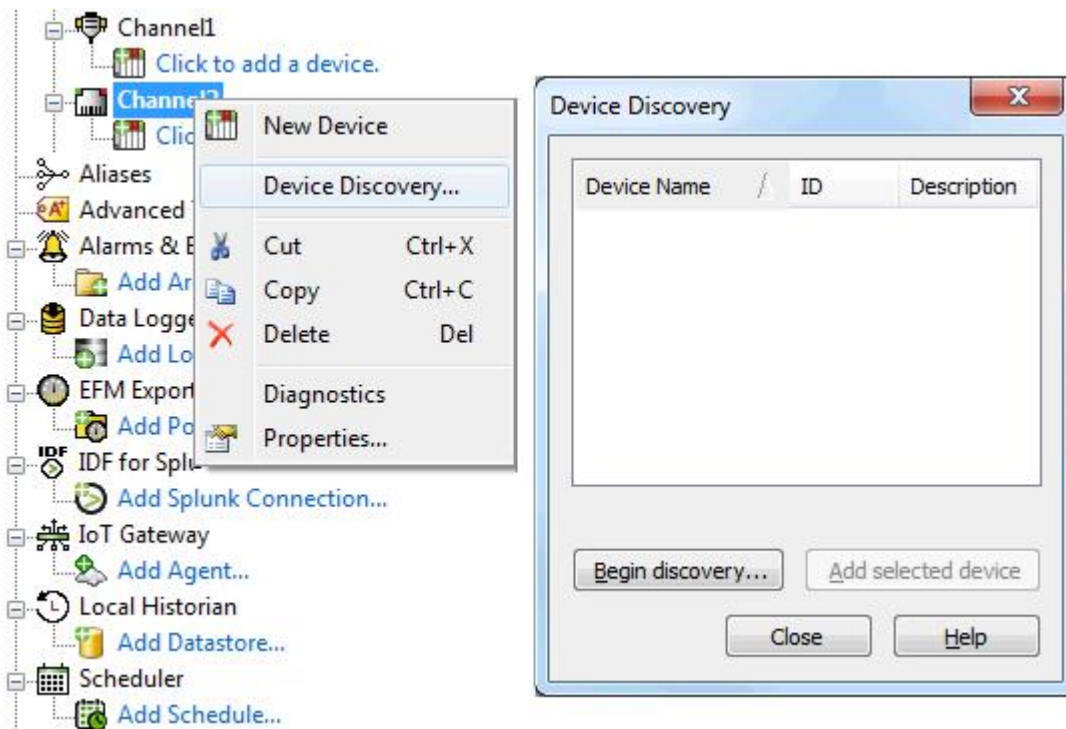 Channel1
Click to add a device.
Channel2
Clic
Aliases
Advanced
Alarms & E
Add Ar
Data Logge
Add Lo
EFM Export
Add Po
IDF for Splu
Add Splunk Connection...
IoT Gateway
Add Agent...
Local Historian
Add Datastore...
Scheduler
Add Schedule...
New Device
Device Discovery...
Cut Ctrl+X
Copy Ctrl+C
Delete Del
Diagnostics
Properties...
Device Discovery
Device Name ID Description
Begin discovery... Add selected device
Close Help